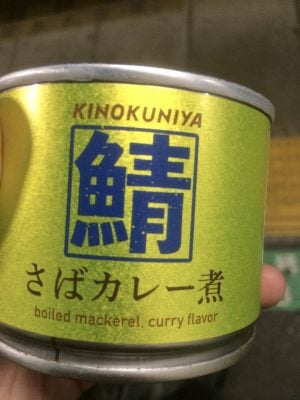 KINOKUNIYA
鯖
さばカレー煮
boiled mackerel, curry flavor